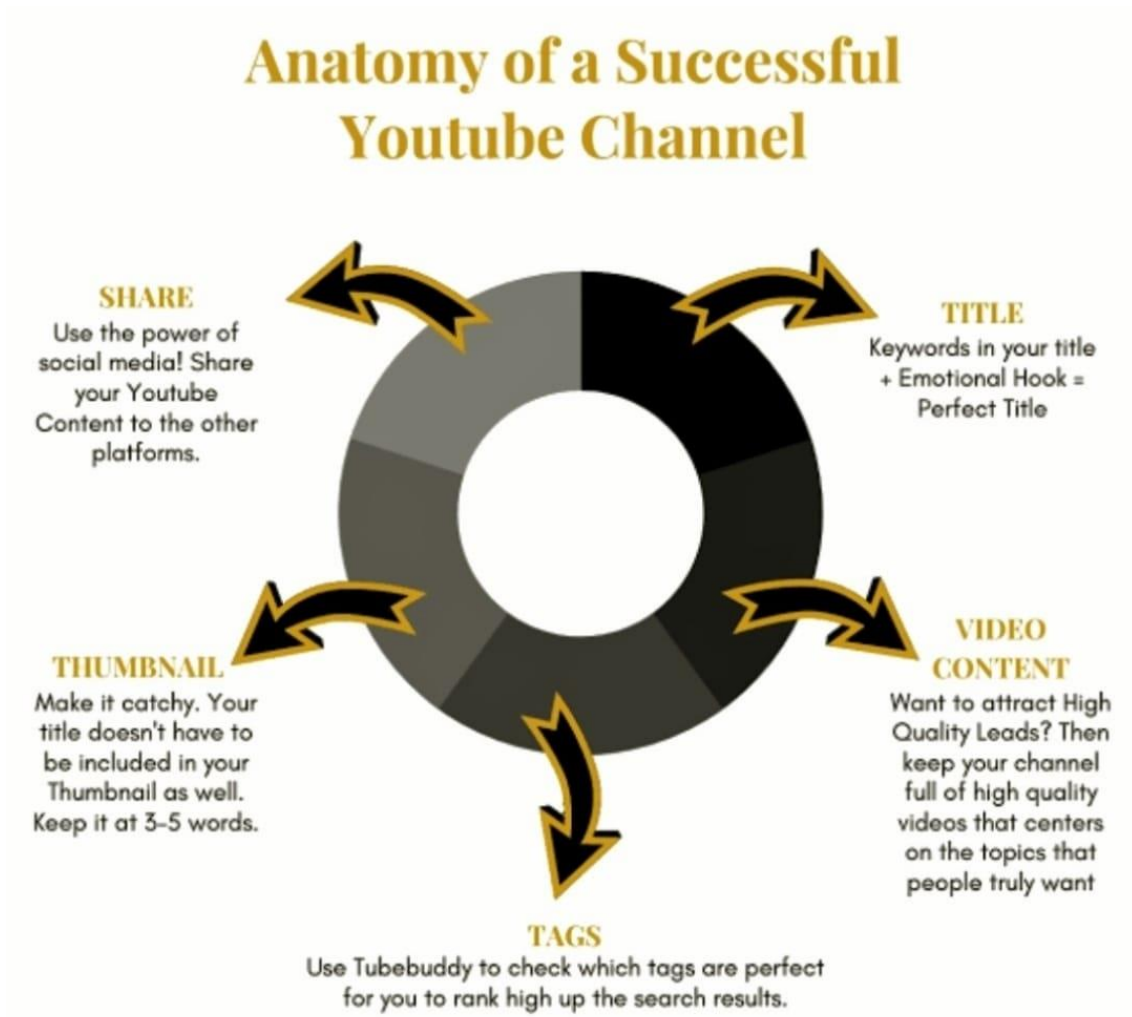 Anatomy of a Successful
Youtube Channel
SHARE
Use the power of
social media! Share
your Youtube
Content to the other
platforms.
TITLE
Keywords in your title
+ Emotional Hook =
Perfect Title
THUMBNAIL
Make it catchy. Your
title doesn't have to
be included in your
Thumbnail as well.
Keep it at 3-5 words.
VIDEO
CONTENT
Want to attract High
Quality Leads? Then
keep your channel
full of high quality
videos that centers
on the topics that
people truly want
TAGS
Use Tubebuddy to check which tags are perfect
for you to rank high up the search results.